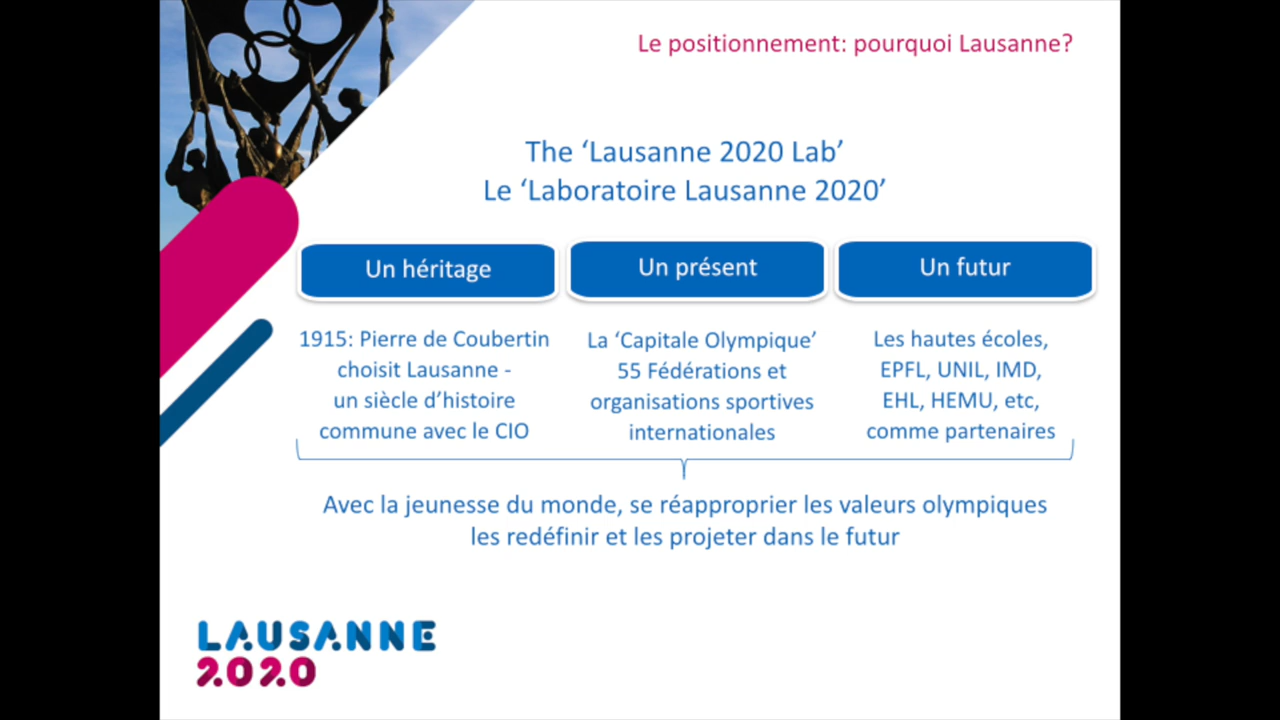 Le positionnement: pourquoi Lausanne?
The ‘Lausanne 2020 Lab’
Le ‘Laboratoire Lausanne 2020’
Un héritage
1915: Pierre de Coubertin
choisit Lausanne -
un siècle d’histoire
commune avec le CIO
Un présent
La ‘Capitale Olympique’
55 Fédérations et
organisations sportives
internationales
Un futur
Les hautes écoles,
EPFL, UNIL, IMD,
EHL, HEMU, etc,
comme partenaires
Avec la jeunesse du monde, se réapproprier les valeurs olympiques
les redéfinir et les projeter dans le futur
LAUSANNE
2020